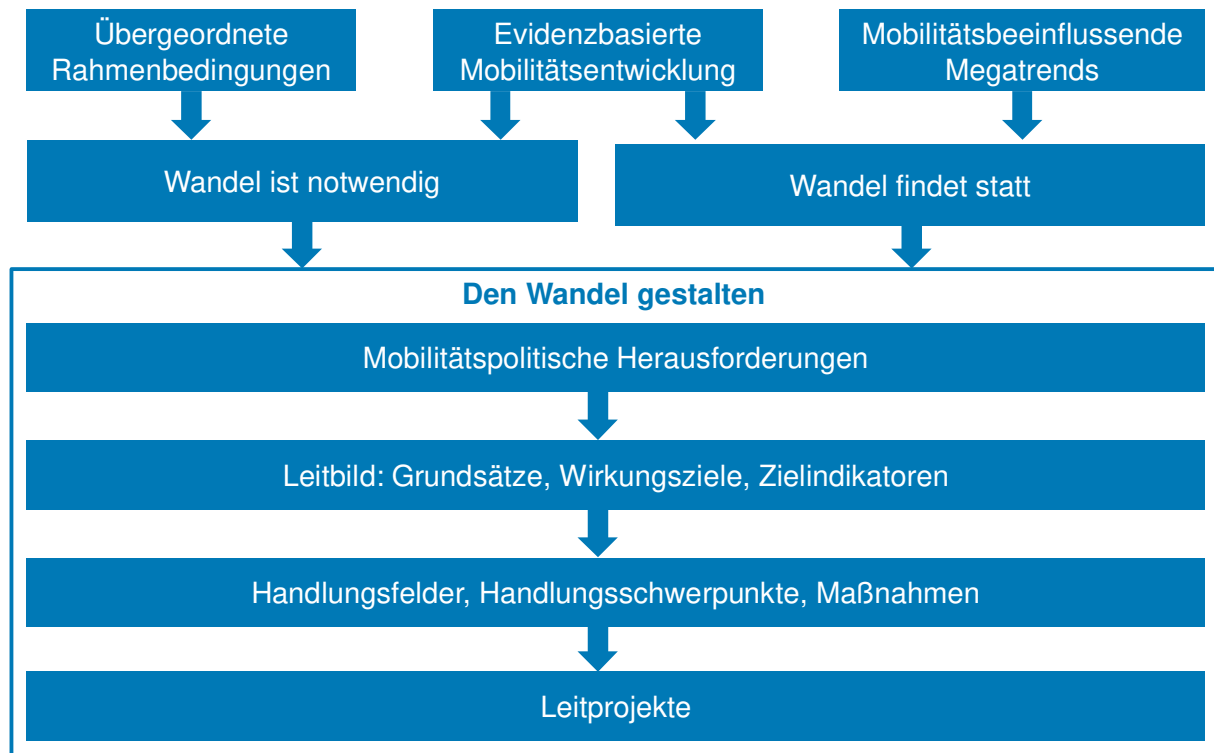 Übergeordnete
Rahmenbedingungen
Evidenzbasierte
Mobilitätsentwicklung
Mobilitätsbeeinflussende
Megatrends
Wandel ist notwendig
Wandel findet statt
Den Wandel gestalten
Mobilitätspolitische Herausforderungen
Leitbild: Grundsätze, Wirkungsziele, Zielindikatoren
Handlungsfelder, Handlungsschwerpunkte, Maßnahmen
Leitprojekte